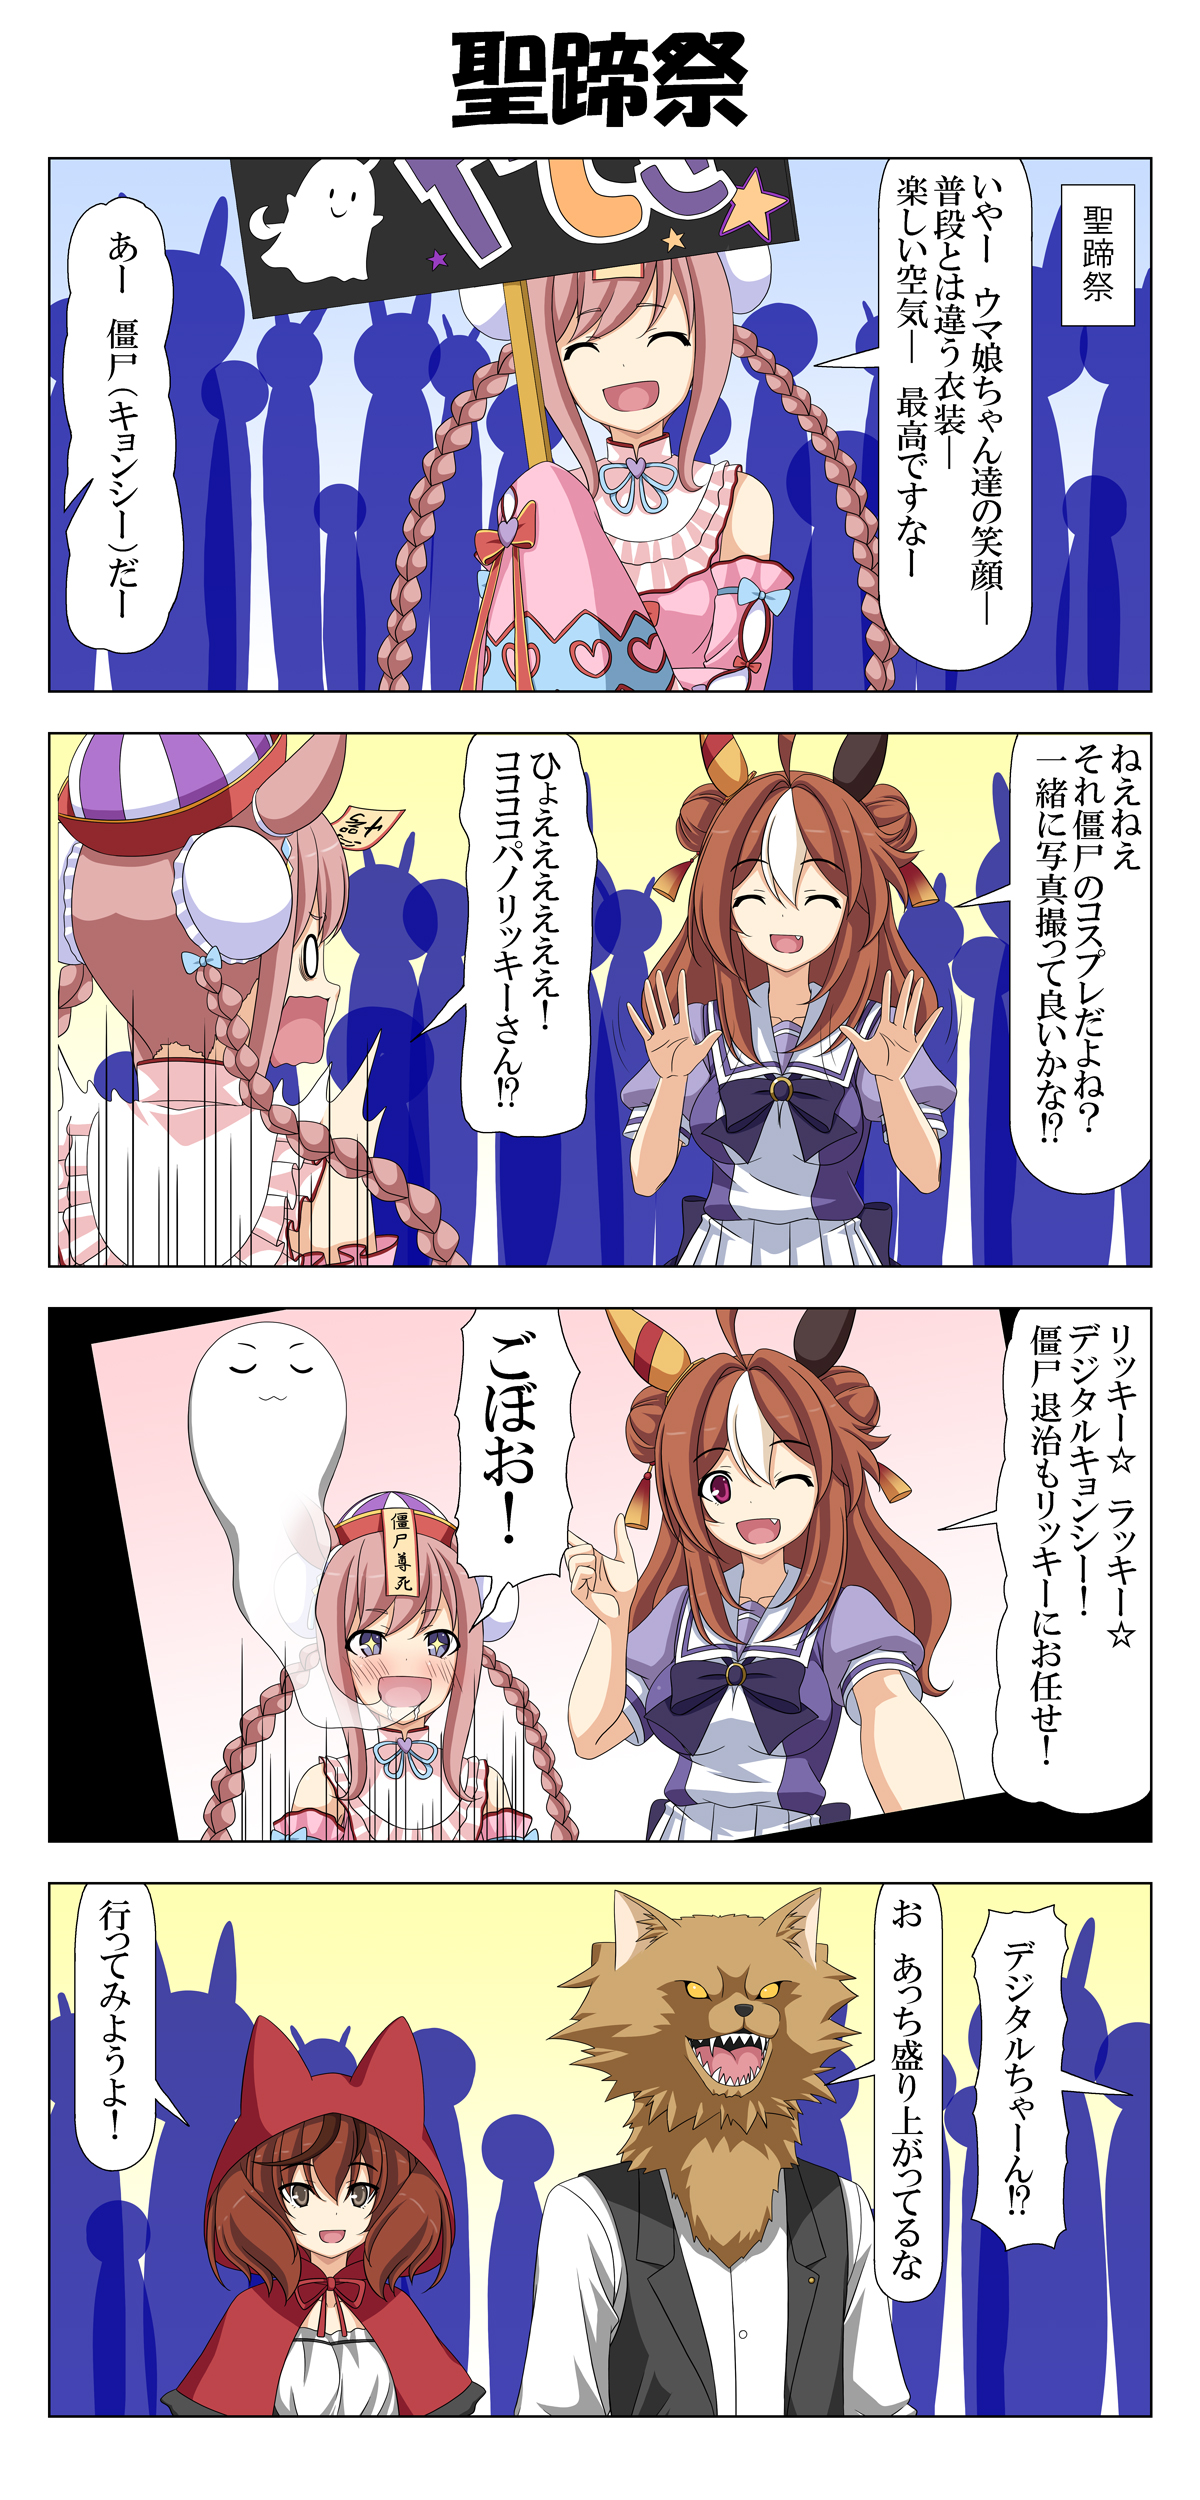 聖蹄祭
聖蹄祭
いやー ウマ娘ちゃん達の笑顔ー
普段とは違う衣装ー
楽しい空気ー 最高ですなー
あー 僵尸(キョンシー)だー
ねえねえ
それ僵尸のコスプレだよね?
一緒に写真撮って良いかな!?
ひょええええええ!
ココココパノリッキーさん!?
リッキー☆ ラッキー☆
デジタルキョンシー!
僵尸退治もリッキーにお任せ!
ごぼお!
僵尸尊死
デジタルちゃーん!?
お あっち盛り上がってるな
行ってみようよ!